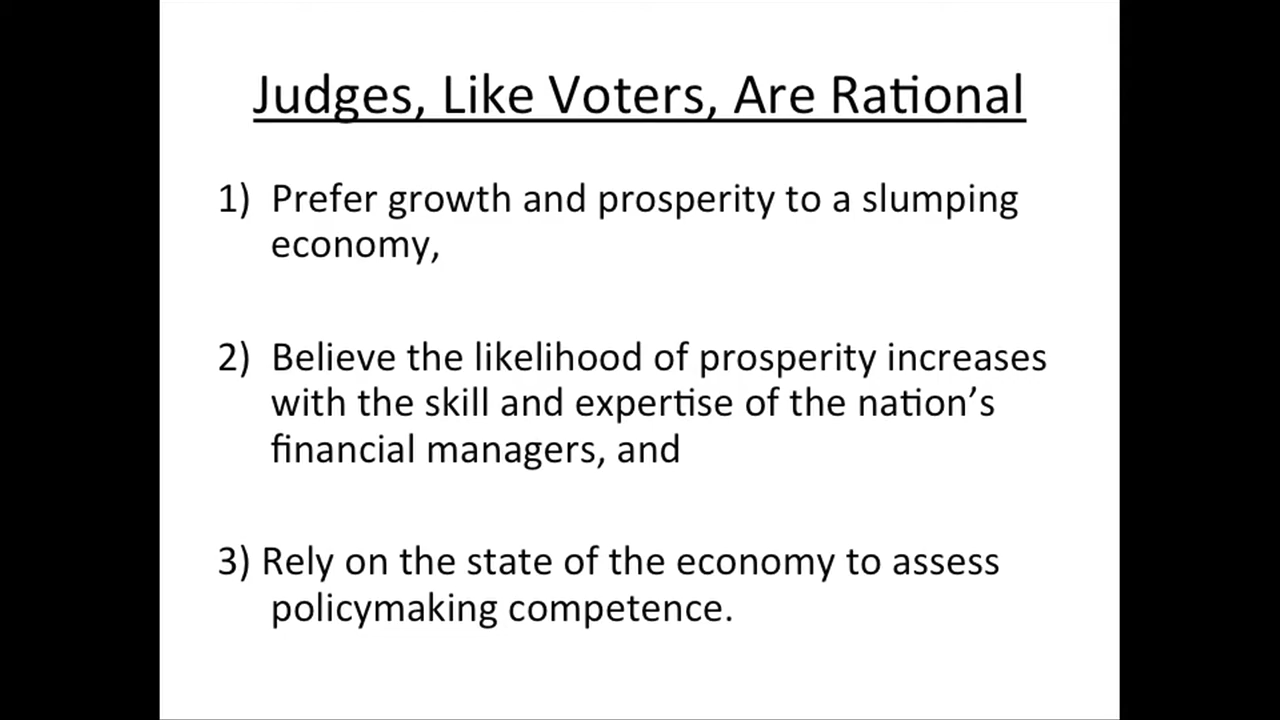 Judges, Like Voters, Are Rational
1) Prefer growth and prosperity to a slumping
economy,
2) Believe the likelihood of prosperity increases
with the skill and expertise of the nation’s
financial managers, and
3) Rely on the state of the economy to assess
policymaking competence.